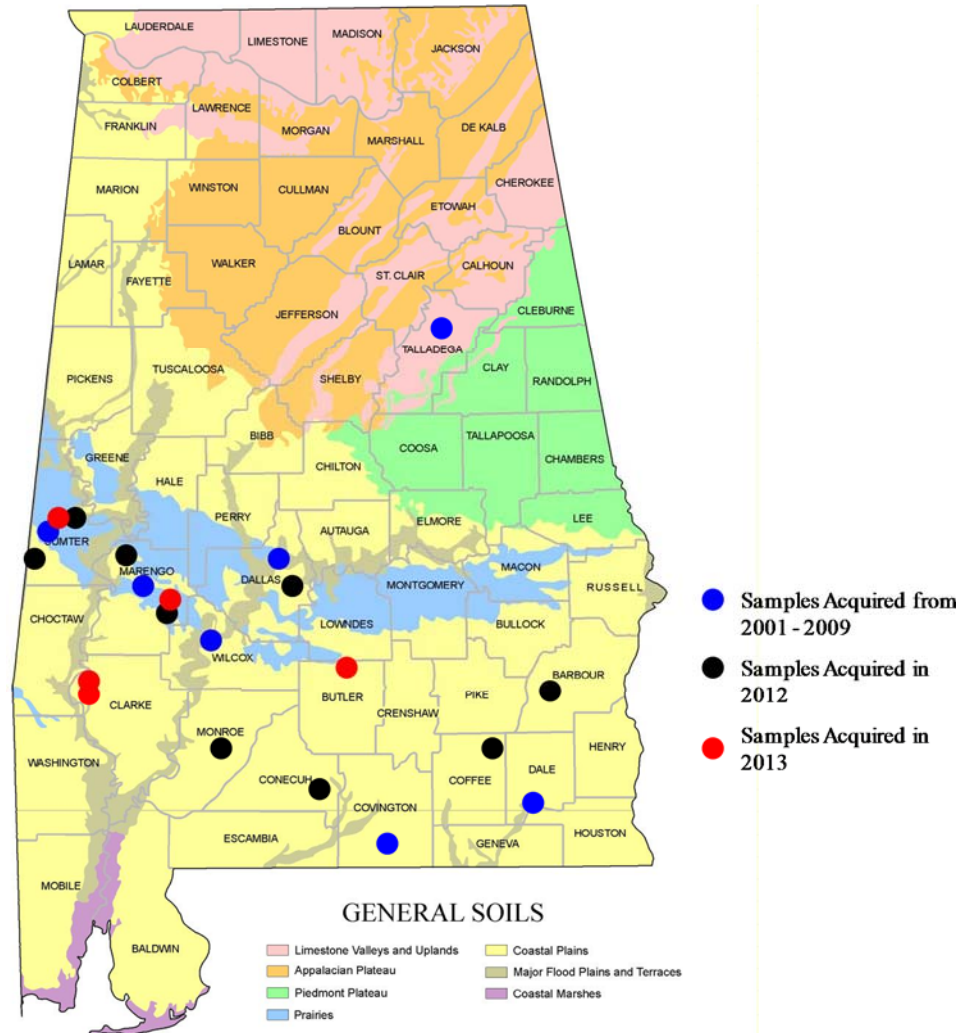 LAUDERDALE
LIMESTONE
MADISON
JACKSON
COLBERT
LAWRENCE
FRANKLIN
MORGAN
MARSHALL
DE KALB
MARION
WINSTON
CULLMAN
CHEROKEE
ETOWAH
BLOUNT
LAMAR
FAYETTE
WALKER
ST. CLAIR
CALHOUN
JEFFERSON
CLEBURNE
TALLADEGA
PICKENS
TUSCALOOSA
SHELBY
CLAY
RANDOLPH
BIBB
COOSA
TALLAPOOSA
GREENE
HALE
CHILTON
CHAMBERS
PERRY
AUTAUGA
ELMORE
LEE
SUMTER
MARENGO
DALLAS
MONTGOMERY
MACON
RUSSELL
CHOCTAW
LOWNDES
BULLOCK
WILCOX
CLARKE
BUTLER
CRENSHAW
PIKE
BARBOUR
MONROE
WASHINGTON
CONECUH
COFFEE
DALE
HENRY
COVINGTON
ESCAMBIA
GENEVA
HOUSTON
MOBILE
BALDWIN
Samples Acquired from
2001 - 2009
Samples Acquired in
2012
Samples Acquired in
2013
GENERAL SOILS
Limestone Valleys and Uplands
Appalacian Plateau
Piedmont Plateau
Prairies
Coastal Plains
Major Flood Plains and Terraces
Coastal Marshes